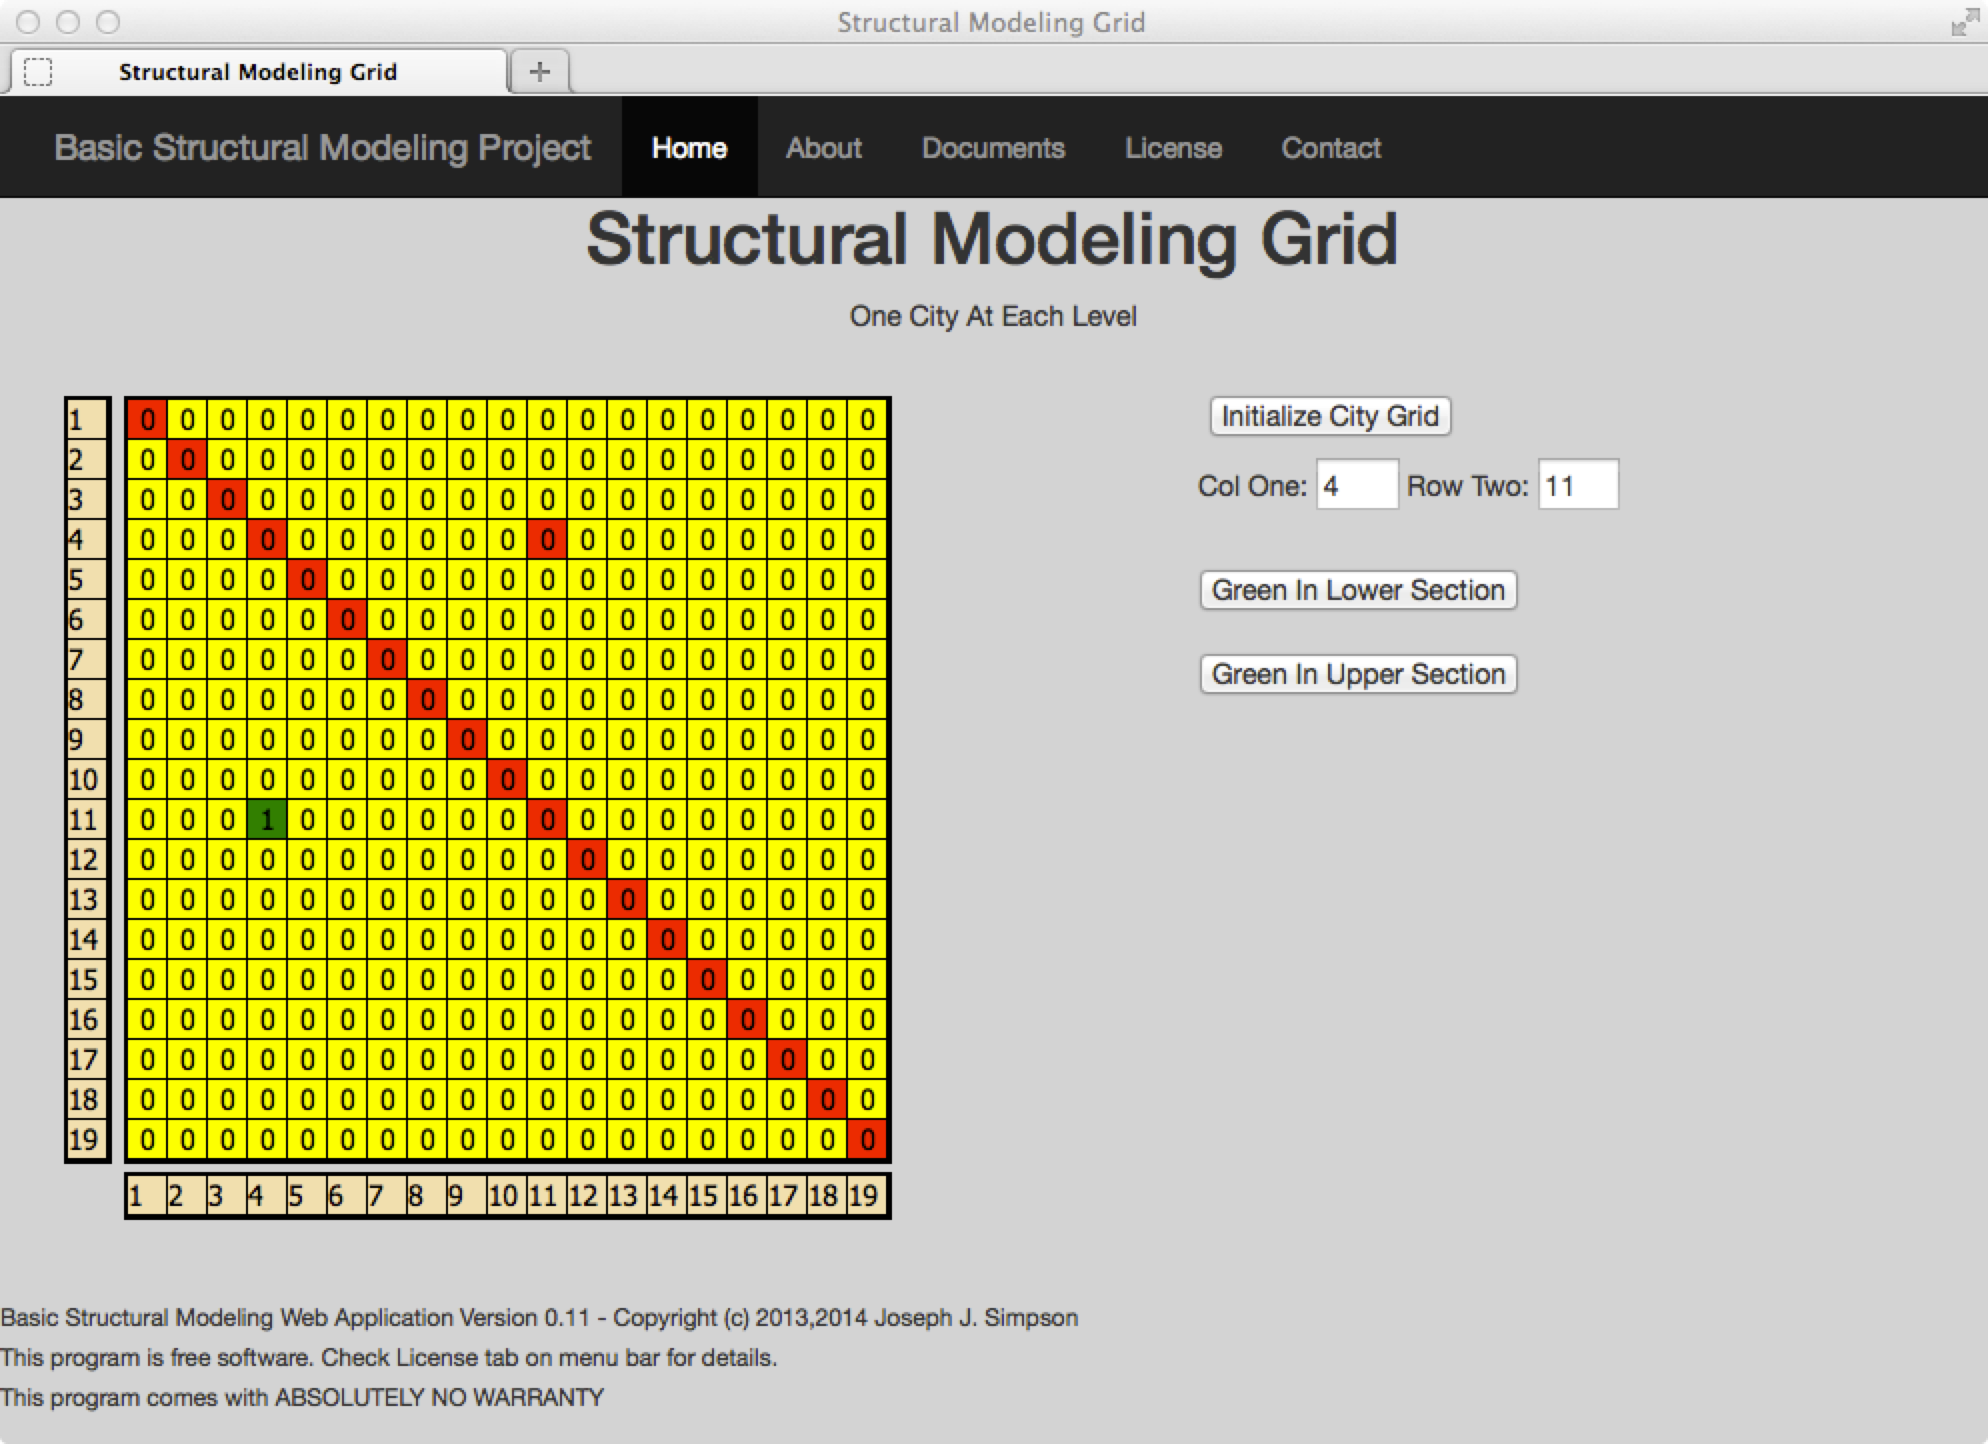 Structural Modeling Grid
Structural Modeling Grid +
Basic Structural Modeling Project Home About Documents License Contact
Structural Modeling Grid
One City At Each Level
Initialize City Grid
Col One: 4 Row Two: 11
Green In Lower Section
Green In Upper Section
1 0 0 0 0 0 0 0 0 0 0 0 0 0 0 0 0 0 0 0
2 0 0 0 0 0 0 0 0 0 0 0 0 0 0 0 0 0 0 0
3 0 0 0 0 0 0 0 0 0 0 0 0 0 0 0 0 0 0 0
4 0 0 0 0 0 0 0 0 0 0 0 0 0 0 0 0 0 0 0
5 0 0 0 0 0 0 0 0 0 0 0 0 0 0 0 0 0 0 0
6 0 0 0 0 0 0 0 0 0 0 0 0 0 0 0 0 0 0 0
7 0 0 0 0 0 0 0 0 0 0 0 0 0 0 0 0 0 0 0
8 0 0 0 0 0 0 0 0 0 0 0 0 0 0 0 0 0 0 0
9 0 0 0 0 0 0 0 0 0 0 0 0 0 0 0 0 0 0 0
10 0 0 0 0 0 0 0 0 0 0 0 0 0 0 0 0 0 0 0
11 0 0 0 1 0 0 0 0 0 0 0 0 0 0 0 0 0 0 0
12 0 0 0 0 0 0 0 0 0 0 0 0 0 0 0 0 0 0 0
13 0 0 0 0 0 0 0 0 0 0 0 0 0 0 0 0 0 0 0
14 0 0 0 0 0 0 0 0 0 0 0 0 0 0 0 0 0 0 0
15 0 0 0 0 0 0 0 0 0 0 0 0 0 0 0 0 0 0 0
16 0 0 0 0 0 0 0 0 0 0 0 0 0 0 0 0 0 0 0
17 0 0 0 0 0 0 0 0 0 0 0 0 0 0 0 0 0 0 0
18 0 0 0 0 0 0 0 0 0 0 0 0 0 0 0 0 0 0 0
19 0 0 0 0 0 0 0 0 0 0 0 0 0 0 0 0 0 0 0
1 2 3 4 5 6 7 8 9 10 11 12 13 14 15 16 17 18 19
Basic Structural Modeling Web Application Version 0.11 - Copyright (c) 2013,2014 Joseph J. Simpson
This program is free software. Check License tab on menu bar for details.
This program comes with ABSOLUTELY NO WARRANTY